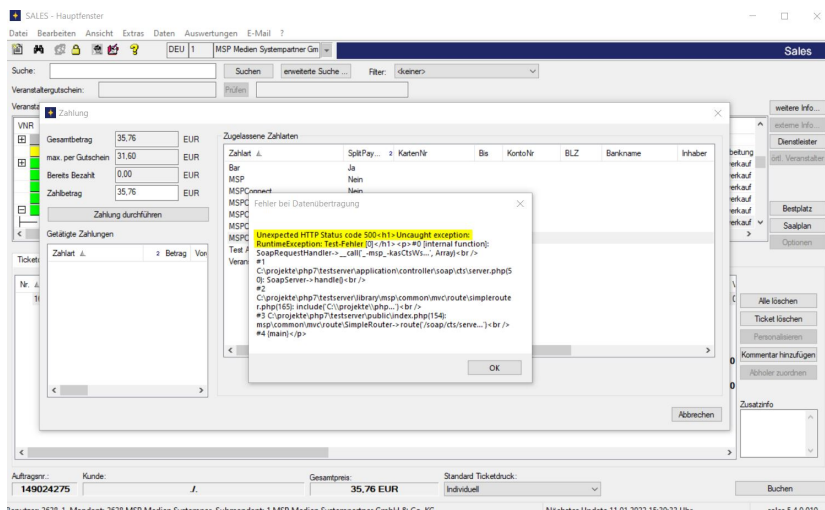 SALES - Hauptfenster
Datei Bearbeiten Ansicht Extras Daten Auswertungen E-Mail ?
DEU 1 MSP Medien Systempartner Gm
Sales
Suche: Suchen erweiterte Suche ... Filter: <keiner>
Veranstaltergutschein: Prüfen
weitere Info...
externe Info...
Dienstleister
örtl. Veranstalter
Bestplatz
Saalplan
Optionen
VNR
Zahlung
Gesamtbetrag 35,76 EUR
max. per Gutschein 31,60 EUR
Bereits Bezahlt 0,00 EUR
Zahlbetrag 35,76 EUR
Zahlung durchführen
Getätigte Zahlungen
Zahlart 2 Betrag Von
Zugelassene Zahlarten
Zahlart SplitPay... 2 KartenNr Bis KontoNr BLZ Bankname Inhaber
Bar Ja
MSP Nein
MSPConnect Nein
Fehler bei Datenübertragung
Unexpected HTTP Status code 500<h1>Uncaught exception:
RuntimeException: Test-Fehler [0]</h1><p>#0 [internal function]:
SoapRequestHandler->__call('_-msp_-kasCtsWs...', Array)<br />
#1
C:\projekte\php7\testserver\application\controller\soap\cts\server.php(5
0): SoapServer->handle()<br />
#2
C:\projekte\php7\testserver\library\msp\common\mvc\route\simpleroute
r.php(165): include('C:\\projekte\\php...')<br />
#3 C:\projekte\php7\testserver\public\index.php(154):
msp\common\mvc\route\SimpleRouter->route('/soap/cts/serve...')<br />
#4 {main}</p>
OK
Abbrechen
Nr.
Alle löschen
Ticket löschen
Personalisieren
Kommentar hinzufügen
Abholer zuordnen
Zusatzinfo
Auftragsnr.: Kunde: Gesamtpreis: Standard Ticketdruck:
149024275 ./. 35,76 EUR Individuell Buchen